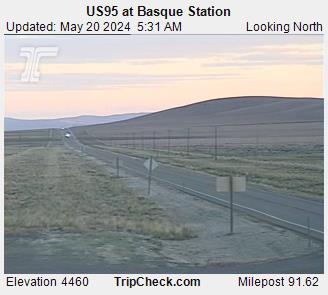 US95 at Basque Station
Updated: May 20 2024 5:31 AM Looking North
Elevation 4460 TripCheck.com Milepost 91.62